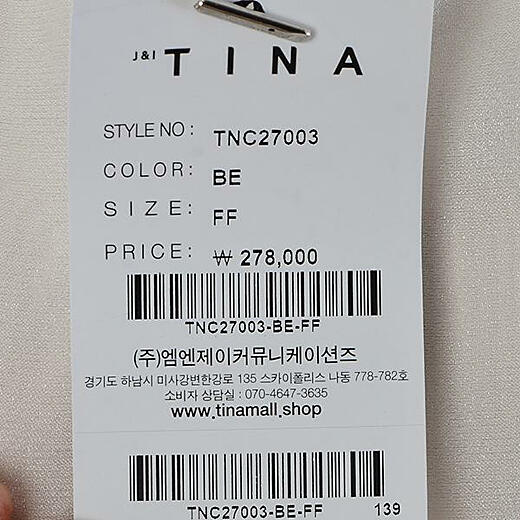 J&I TINA
STYLE NO : TNC27003
COLOR: BE
SIZE: FF
PRICE: ₩ 278,000
TNC27003-BE-FF
(주)엠엔제이커뮤니케이션즈
경기도 하남시 미사강변한강로 135 스카이폴리스 나동 778-782호
소비자 상담실 : 070-4647-3635
www.tinamall.shop
TNC27003-BE-FF 139